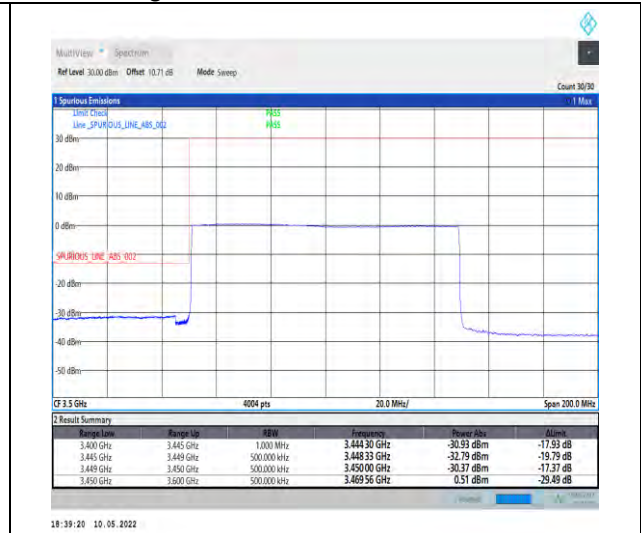 MultiView Spectrum
Ref Level 30.00 dBm Offset 10.71 dB Mode Sweep
Count 30/30
1 Spurious Emissions 1 Max
Limit Check PASS
Line _SPURIOUS_LINE_ABS_002 PASS
30 dBm
20 dBm
10 dBm
0 dBm
SPURIOUS_LINE_ABS_002
-20 dBm
-30 dBm
-40 dBm
-50 dBm
CF 3.5 GHz 4004 pts 20.0 MHz/ Span 200.0 MHz
2 Result Summary
Range Low Range Up RBW Frequency Power Abs ΔLimit
3.400 GHz 3.445 GHz 1.000 MHz 3.444 30 GHz -30.93 dBm -17.93 dB
3.445 GHz 3.449 GHz 500.000 kHz 3.448 33 GHz -32.79 dBm -19.79 dB
3.449 GHz 3.450 GHz 500.000 kHz 3.450 00 GHz -30.37 dBm -17.37 dB
3.450 GHz 3.600 GHz 500.000 kHz 3.469 56 GHz 0.51 dBm -29.49 dB
18:39:20 10.05.2022